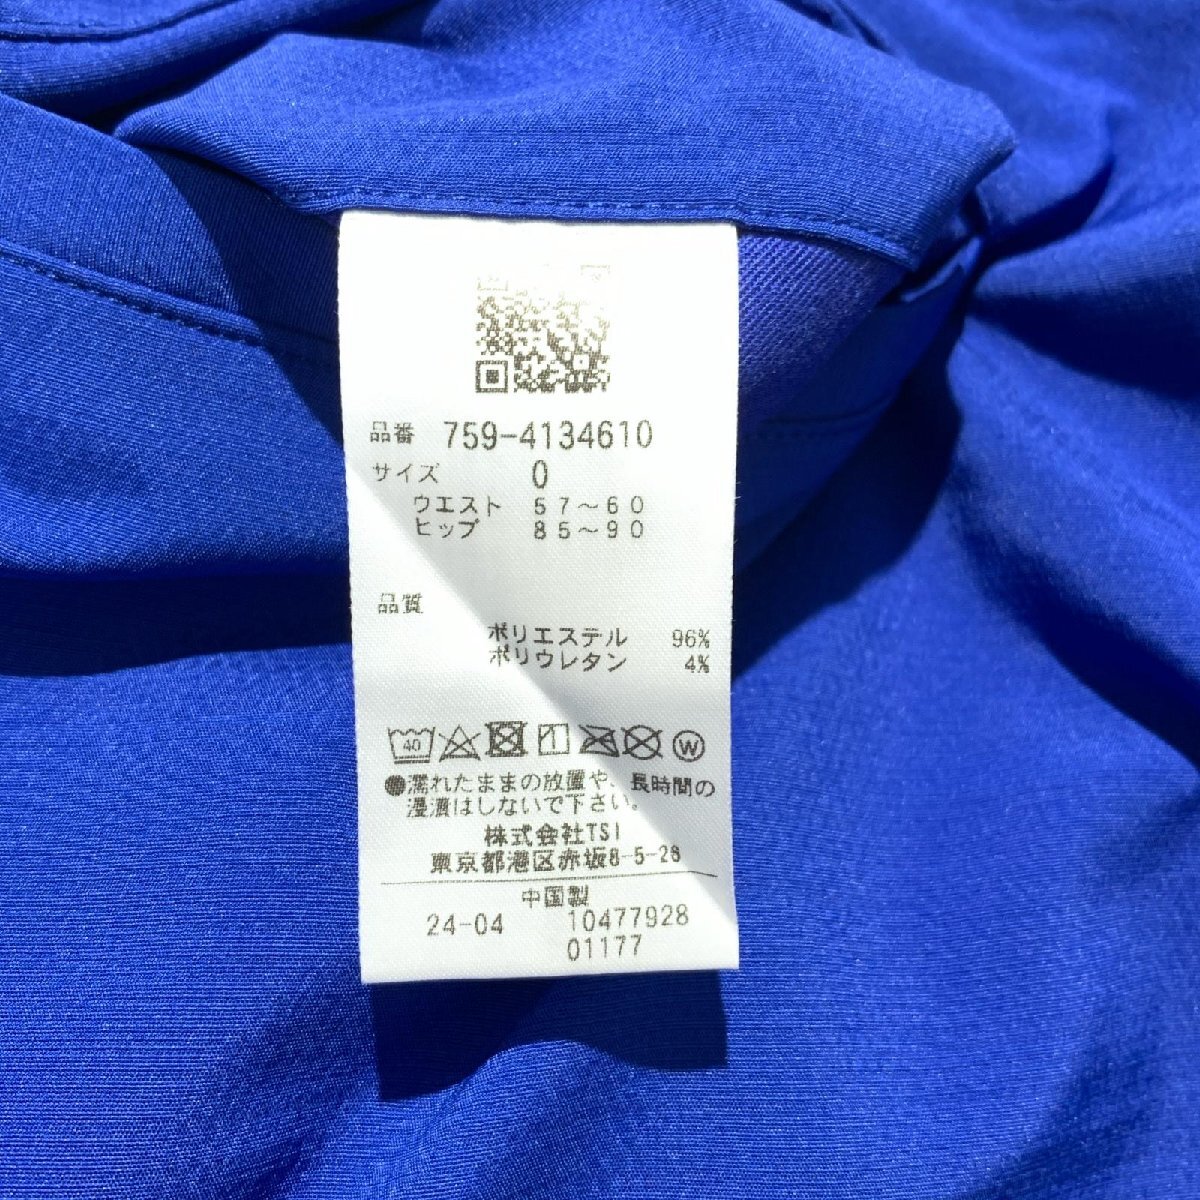 品番 759-4134610
サイズ 0
ウエスト 57～60
ヒップ 85～90
品質
ポリエステル 96%
ポリウレタン 4%
40 W
●濡れたままの放置や、長時間の
浸漬はしないで下さい。
株式会社TSI
東京都港区赤坂8-5-28
中国製
24-04 10477928
01177